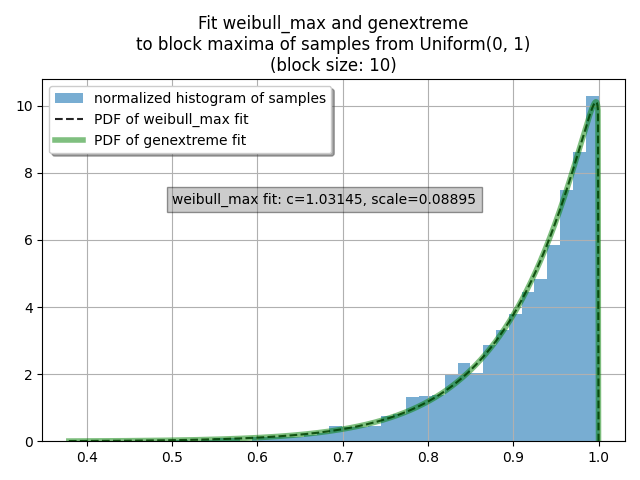 Fit weibull_max and genextreme
to block maxima of samples from Uniform(0, 1)
(block size: 10)
normalized histogram of samples
PDF of weibull_max fit
PDF of genextreme fit
weibull_max fit: c=1.03145, scale=0.08895
10
8
6
4
2
0
0.4 0.5 0.6 0.7 0.8 0.9 1.0